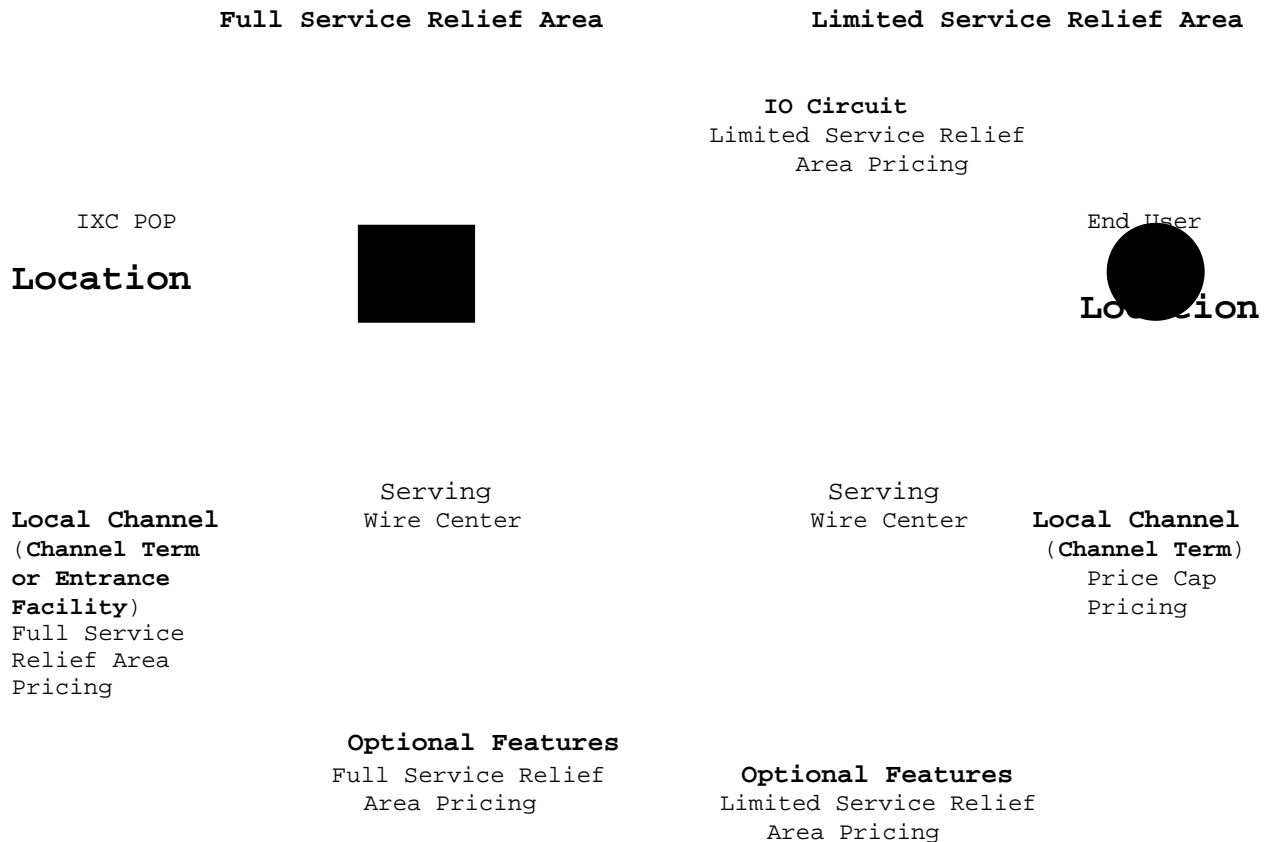 Full Service Relief Area
Limited Service Relief Area
IO Circuit
Limited Service Relief
Area Pricing
IXC POP
Location
End User
Location
Serving
Wire Center
Serving
Wire Center
Local Channel
(Channel Term
or Entrance
Facility)
Full Service
Relief Area
Pricing
Local Channel
(Channel Term)
Price Cap
Pricing
Optional Features
Full Service Relief
Area Pricing
Optional Features
Limited Service Relief
Area Pricing